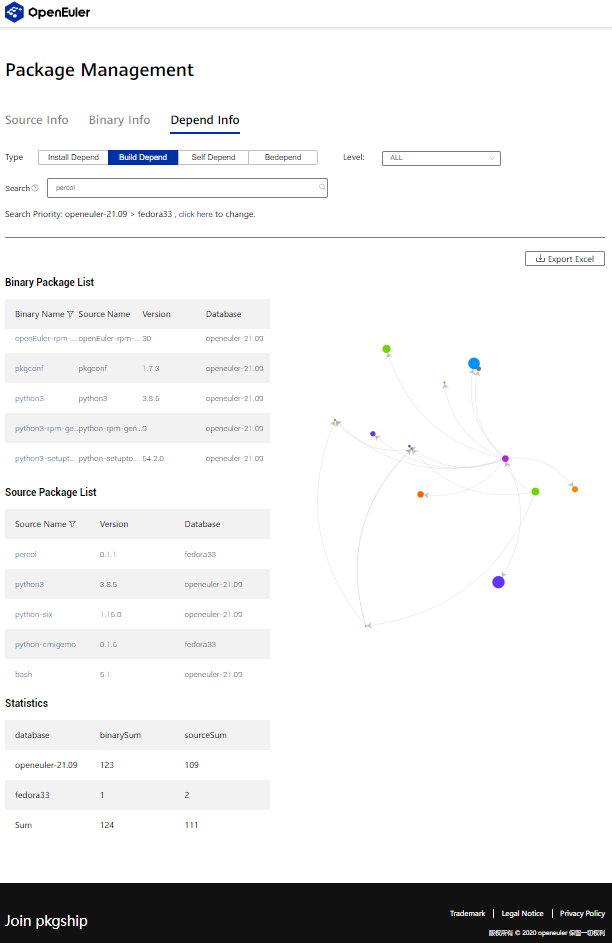 OpenEuler
Package Management
Source Info Binary Info Depend Info
Type Install Depend Build Depend Self Depend Bedepend Level: ALL
Search percol
Search Priority: openeuler-21.09 > fedora33 , click here to change.
Export Excel
Binary Package List
Binary Name Source Name Version Database
openEuler-rpm-... openEuler-rpm-... 30 openeuler-21.09
pkgconf pkgconf 1.7.3 openeuler-21.09
python3 python3 3.8.5 openeuler-21.09
python3-rpm-ge... python-rpm-gen... 9 openeuler-21.09
python3-setupt... python-setupto... 54.2.0 openeuler-21.09
Source Package List
Source Name Version Database
percol 0.1.1 fedora33
python3 3.8.5 openeuler-21.09
python-six 1.15.0 openeuler-21.09
python-cmigemo 0.1.6 fedora33
bash 5.1 openeuler-21.09
Statistics
database binarySum sourceSum
openeuler-21.09 123 109
fedora33 1 2
Sum 124 111
Join pkgship
Trademark | Legal Notice | Privacy Policy
版权所有 © 2020 openeuler 保留一切权利